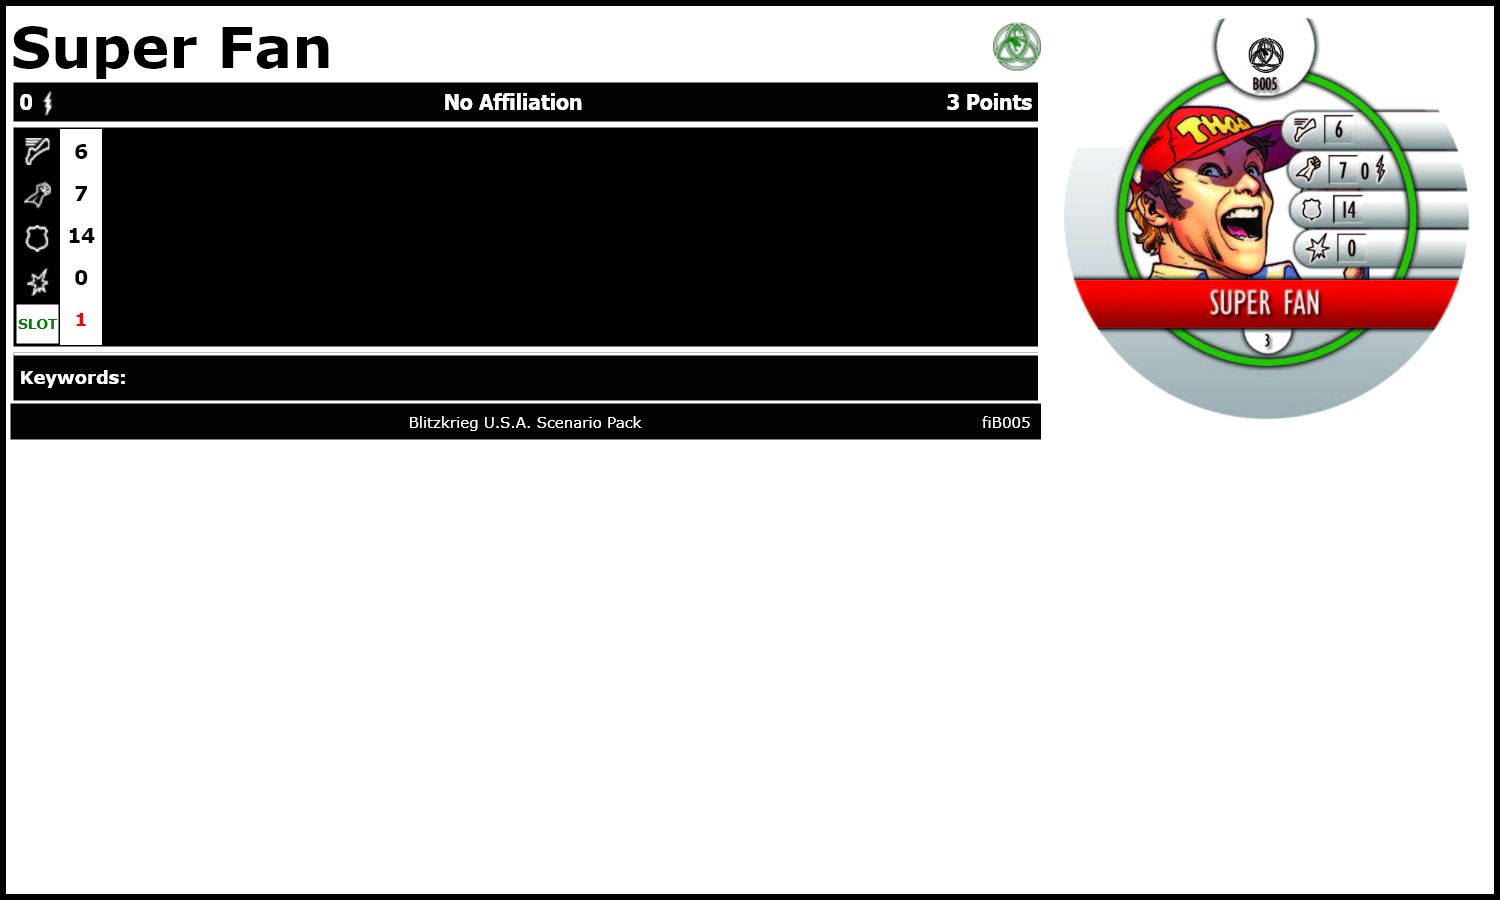 Super Fan
0 No Affiliation 3 Points
6
7
14
0
SLOT 1
Keywords:
Blitzkrieg U.S.A. Scenario Pack fiB005
B005
6
7 0
14
0
SUPER FAN
3